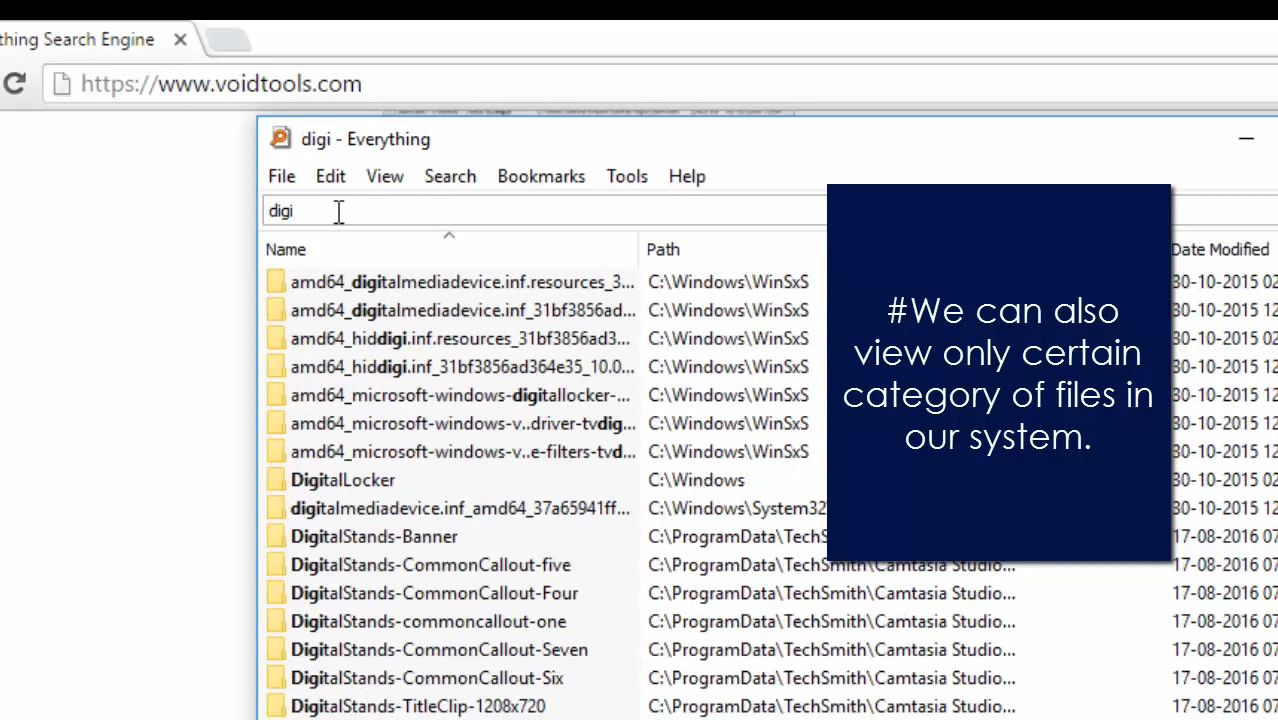 thing Search Engine
https://www.voidtools.com
digi - Everything
File Edit View Search Bookmarks Tools Help
digi
Name Path Date Modified
amd64_digitalmediadevice.inf.resources_3... C:\Windows\WinSxS 30-10-2015 02
amd64_digitalmediadevice.inf_31bf3856ad... C:\Windows\WinSxS 30-10-2015 12
amd64_hiddigi.inf.resources_31bf3856ad3... C:\Windows\WinSxS 30-10-2015 02
amd64_hiddigi.inf_31bf3856ad364e35_10.0... C:\Windows\WinSxS 30-10-2015 12
amd64_microsoft-windows-digitallocker-... C:\Windows\WinSxS 30-10-2015 12
amd64_microsoft-windows-v..driver-tvdig... C:\Windows\WinSxS 30-10-2015 12
amd64_microsoft-windows-v..e-filters-tvd... C:\Windows\WinSxS 30-10-2015 12
DigitalLocker C:\Windows 30-10-2015 02
digitalmediadevice.inf_amd64_37a65941ff... C:\Windows\System32 30-10-2015 12
DigitalStands-Banner C:\ProgramData\TechS 17-08-2016 07
DigitalStands-CommonCallout-five C:\ProgramData\TechSmith\Camtasia Studio... 17-08-2016 07
DigitalStands-CommonCallout-Four C:\ProgramData\TechSmith\Camtasia Studio... 17-08-2016 07
DigitalStands-commoncallout-one C:\ProgramData\TechSmith\Camtasia Studio... 17-08-2016 07
DigitalStands-CommonCallout-Seven C:\ProgramData\TechSmith\Camtasia Studio... 17-08-2016 07
DigitalStands-CommonCallout-Six C:\ProgramData\TechSmith\Camtasia Studio... 17-08-2016 07
DigitalStands-TitleClip-1208x720 C:\ProgramData\TechSmith\Camtasia Studio... 17-08-2016 07
#We can also
view only certain
category of files in
our system.